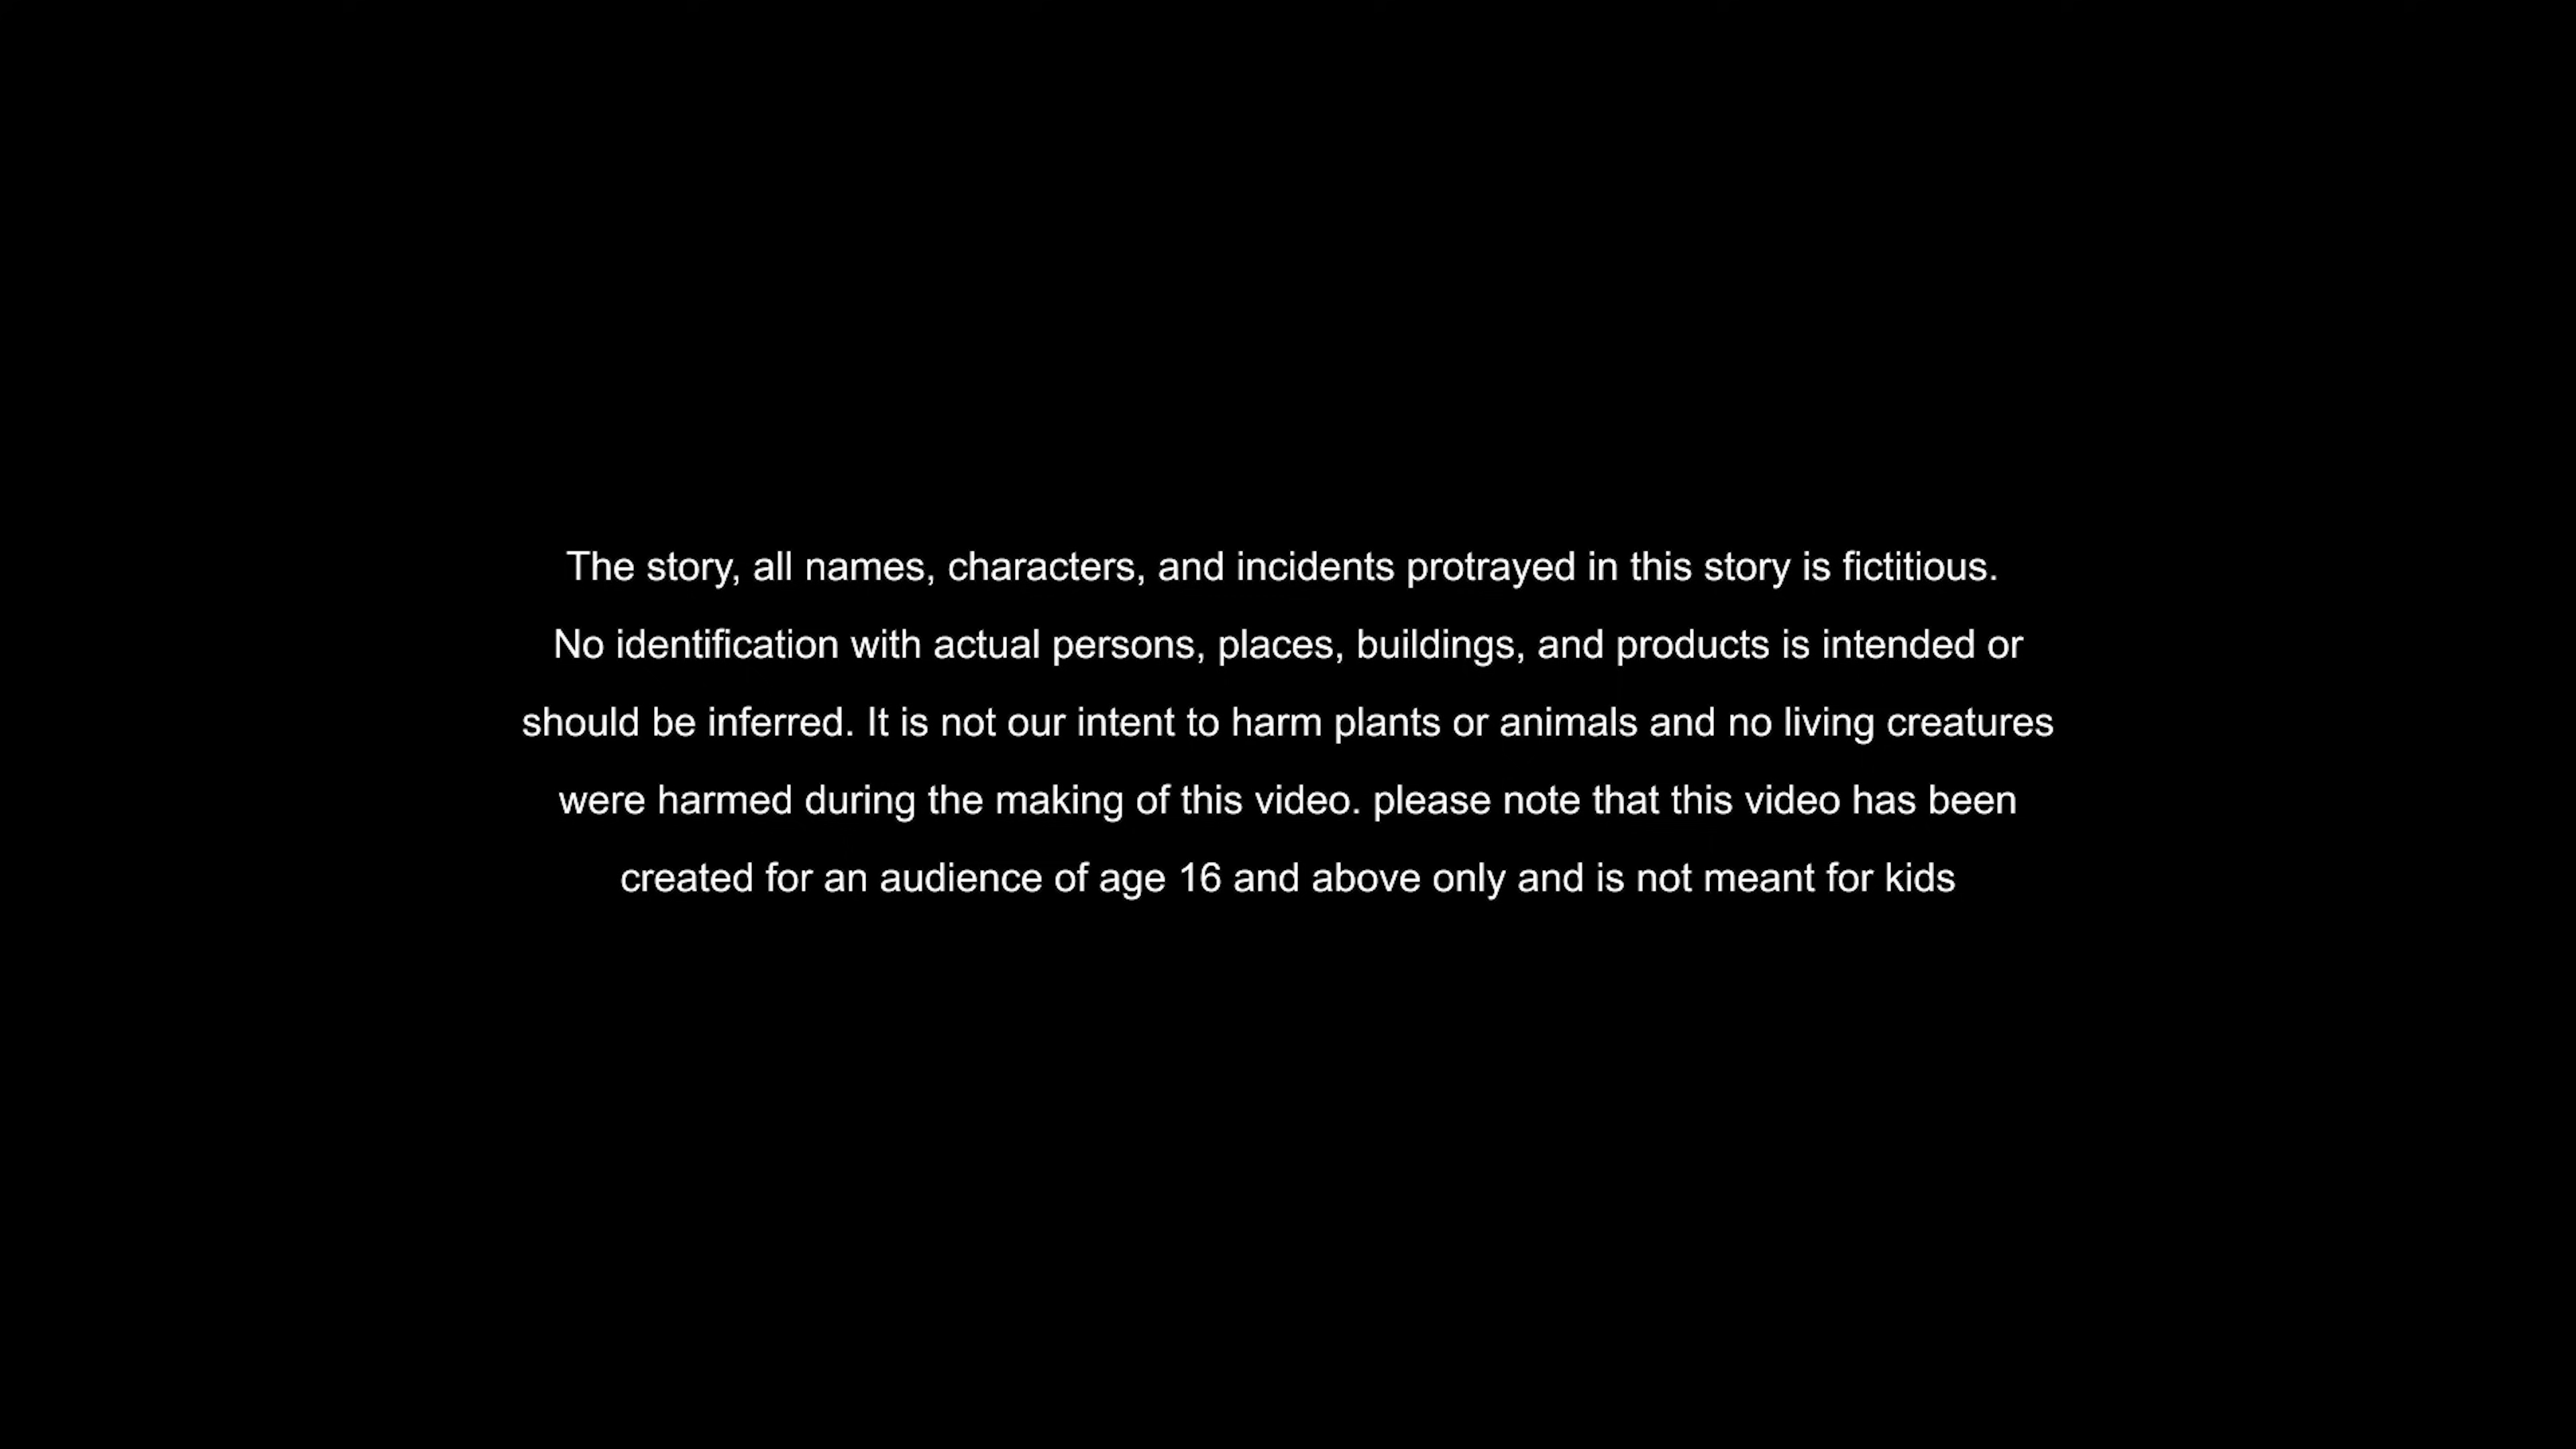 The story, all names, characters, and incidents protrayed in this story is fictitious.
No identification with actual persons, places, buildings, and products is intended or
should be inferred. It is not our intent to harm plants or animals and no living creatures
were harmed during the making of this video. please note that this video has been
created for an audience of age 16 and above only and is not meant for kids